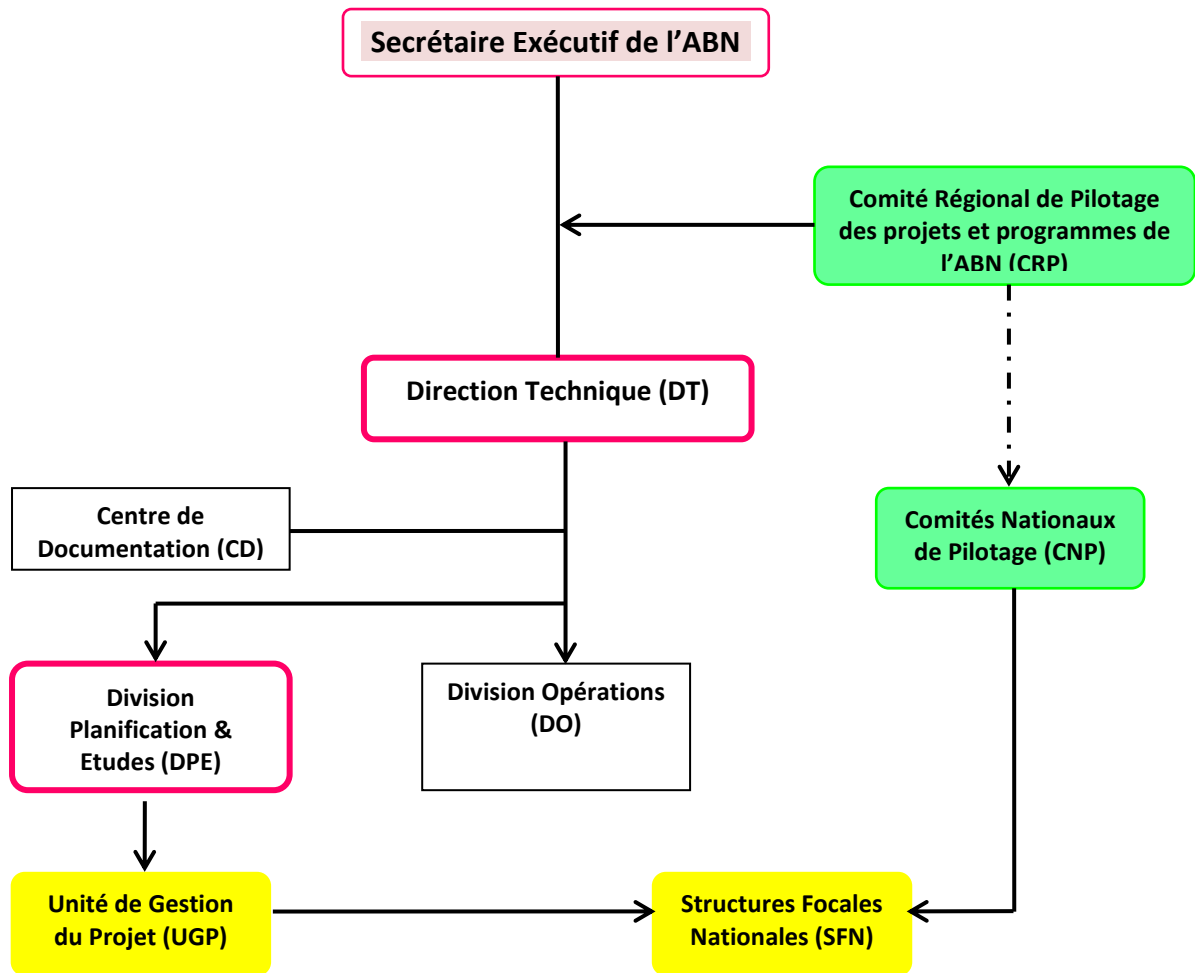 Secrétaire Exécutif de l’ABN
Comité Régional de Pilotage
des projets et programmes de
l’ABN (CRP)
Direction Technique (DT)
Centre de
Documentation (CD)
Comités Nationaux
de Pilotage (CNP)
Division
Planification &
Etudes (DPE)
Division Opérations
(DO)
Unité de Gestion
du Projet (UGP)
Structures Focales
Nationales (SFN)